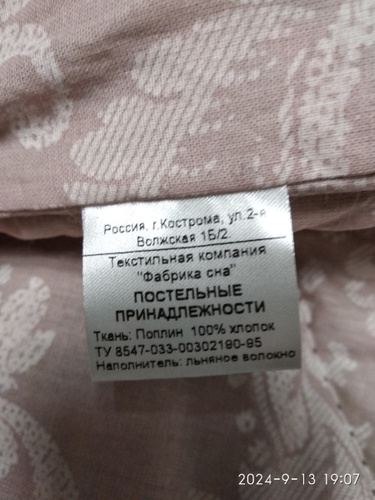 Россия, г.Кострома, ул.2-я
Волжская 1Б/2.
Текстильная компания
"Фабрика сна"
ПОСТЕЛЬНЫЕ
ПРИНАДЛЕЖНОСТИ
Ткань: Поплин 100% хлопок
ТУ 8547-033-00302190-95
Наполнитель: льняное волокно
2024-9-13 19:07